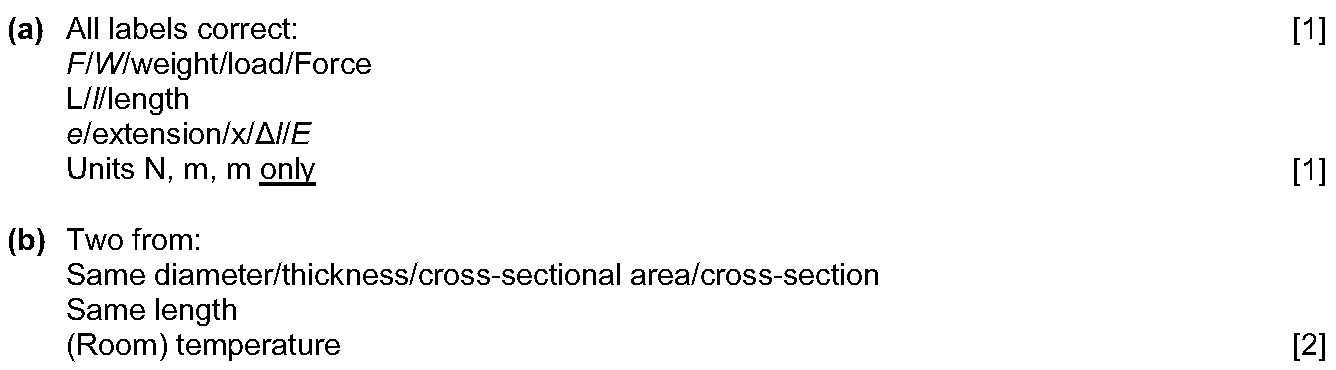 (a) All labels correct: [1]
F/W/weight/load/Force
L/l/length
e/extension/x/Δl/E
Units N, m, m only [1]
(b) Two from:
Same diameter/thickness/cross-sectional area/cross-section
Same length
(Room) temperature [2]